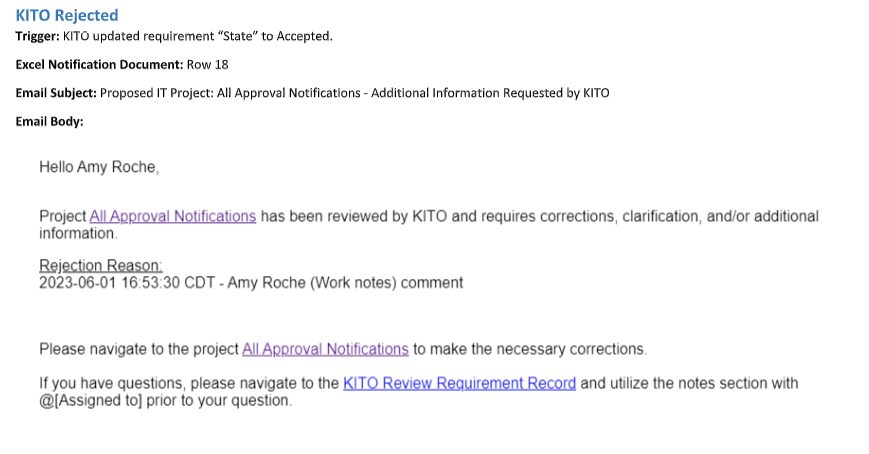 KITO Rejected
Trigger: KITO updated requirement “State” to Accepted.
Excel Notification Document: Row 18
Email Subject: Proposed IT Project: All Approval Notifications - Additional Information Requested by KITO
Email Body:
Hello Amy Roche,
Project All Approval Notifications has been reviewed by KITO and requires corrections, clarification, and/or additional
information.
Rejection Reason:
2023-06-01 16:53:30 CDT - Amy Roche (Work notes) comment
Please navigate to the project All Approval Notifications to make the necessary corrections.
If you have questions, please navigate to the KITO Review Requirement Record and utilize the notes section with
@[Assigned to] prior to your question.